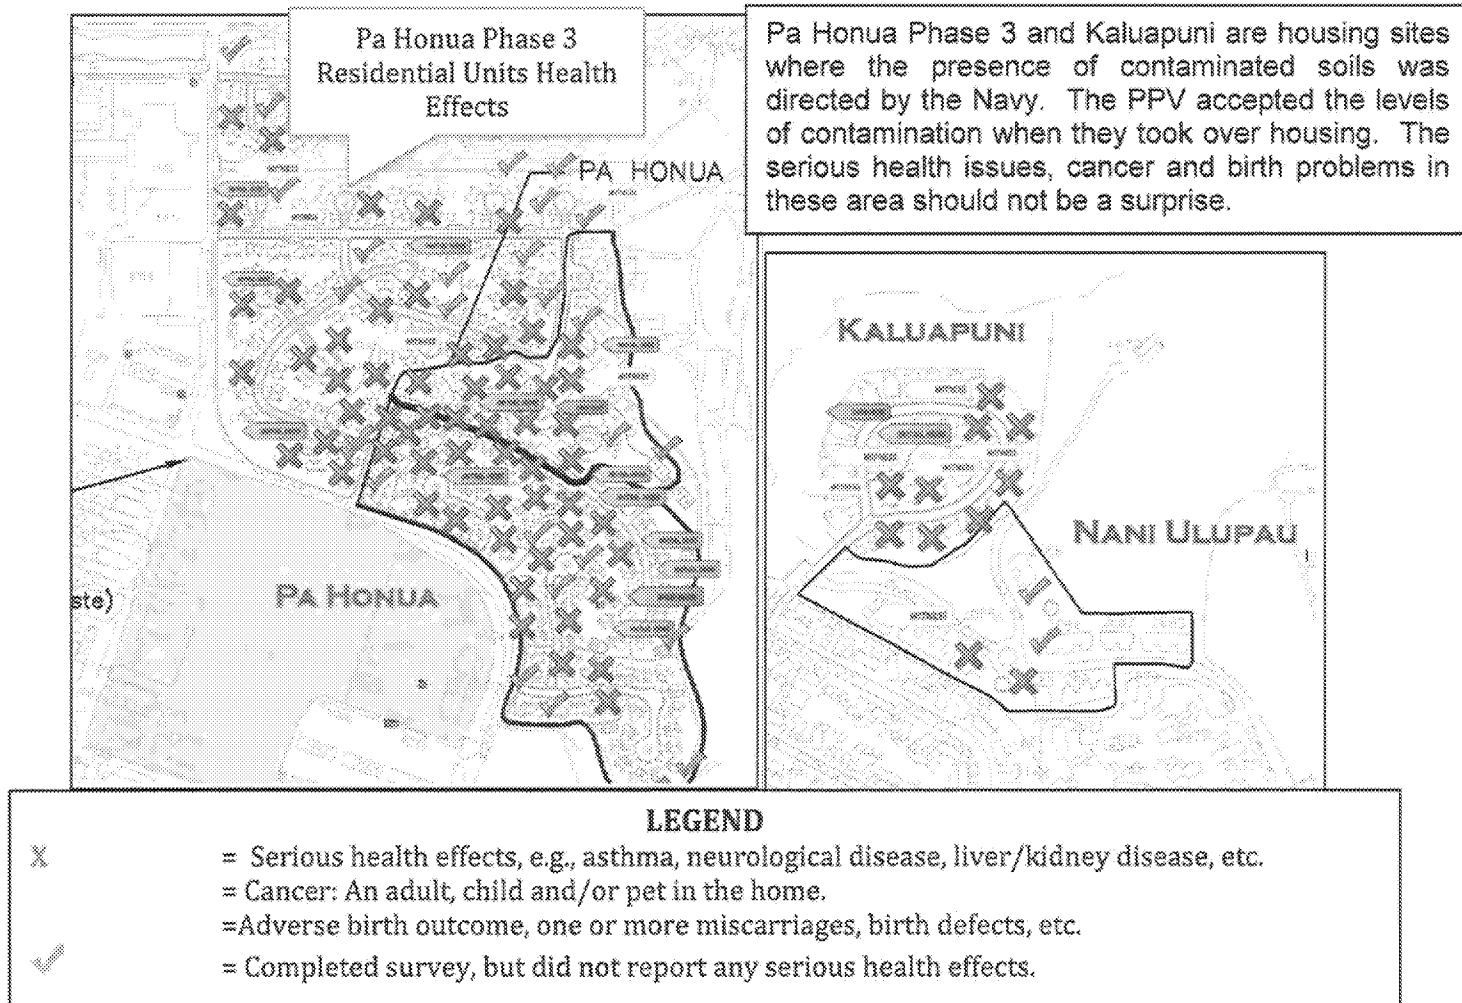 Pa Honua Phase 3
Residential Units Health
Effects
Pa Honua Phase 3 and Kaluapuni are housing sites
where the presence of contaminated soils was
directed by the Navy. The PPV accepted the levels
of contamination when they took over housing. The
serious health issues, cancer and birth problems in
these area should not be a surprise.
PA HONUA
KALUAPUNI
NANI ULUPAU
PA HONUA
ste)
LEGEND
X = Serious health effects, e.g., asthma, neurological disease, liver/kidney disease, etc.
= Cancer: An adult, child and/or pet in the home.
=Adverse birth outcome, one or more miscarriages, birth defects, etc.
✓ = Completed survey, but did not report any serious health effects.